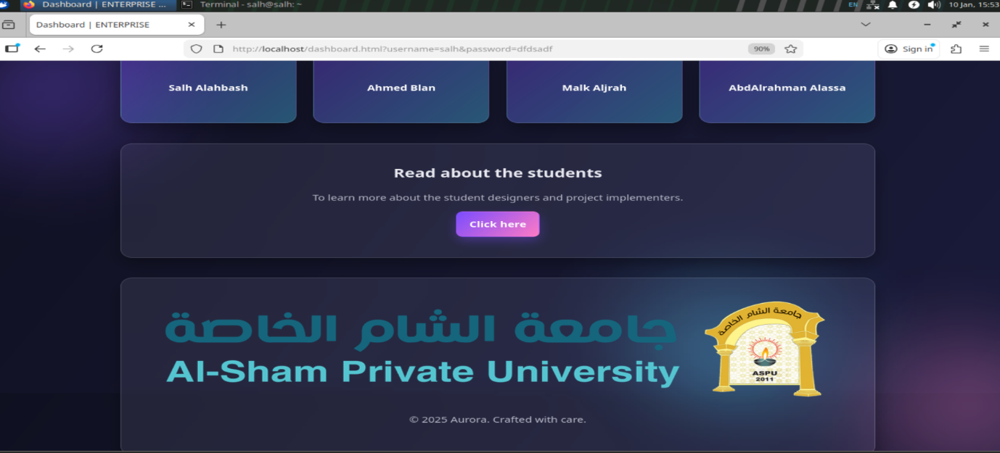 Dashboard | ENTERPRISE ...
Terminal - salh@salh: ~
EN
10 Jan, 15:53
Dashboard | ENTERPRISE
http://localhost/dashboard.html?username=salh&password=dfdsadf
90%
Sign in
Salh Alahbash
Ahmed Blan
Malk Aljrah
AbdAlrahman Alassa
Read about the students
To learn more about the student designers and project implementers.
Click here
جامعة الشام الخاصة
Al-Sham Private University
جامعة الشام الخاصة
ASPU
2011
© 2025 Aurora. Crafted with care.